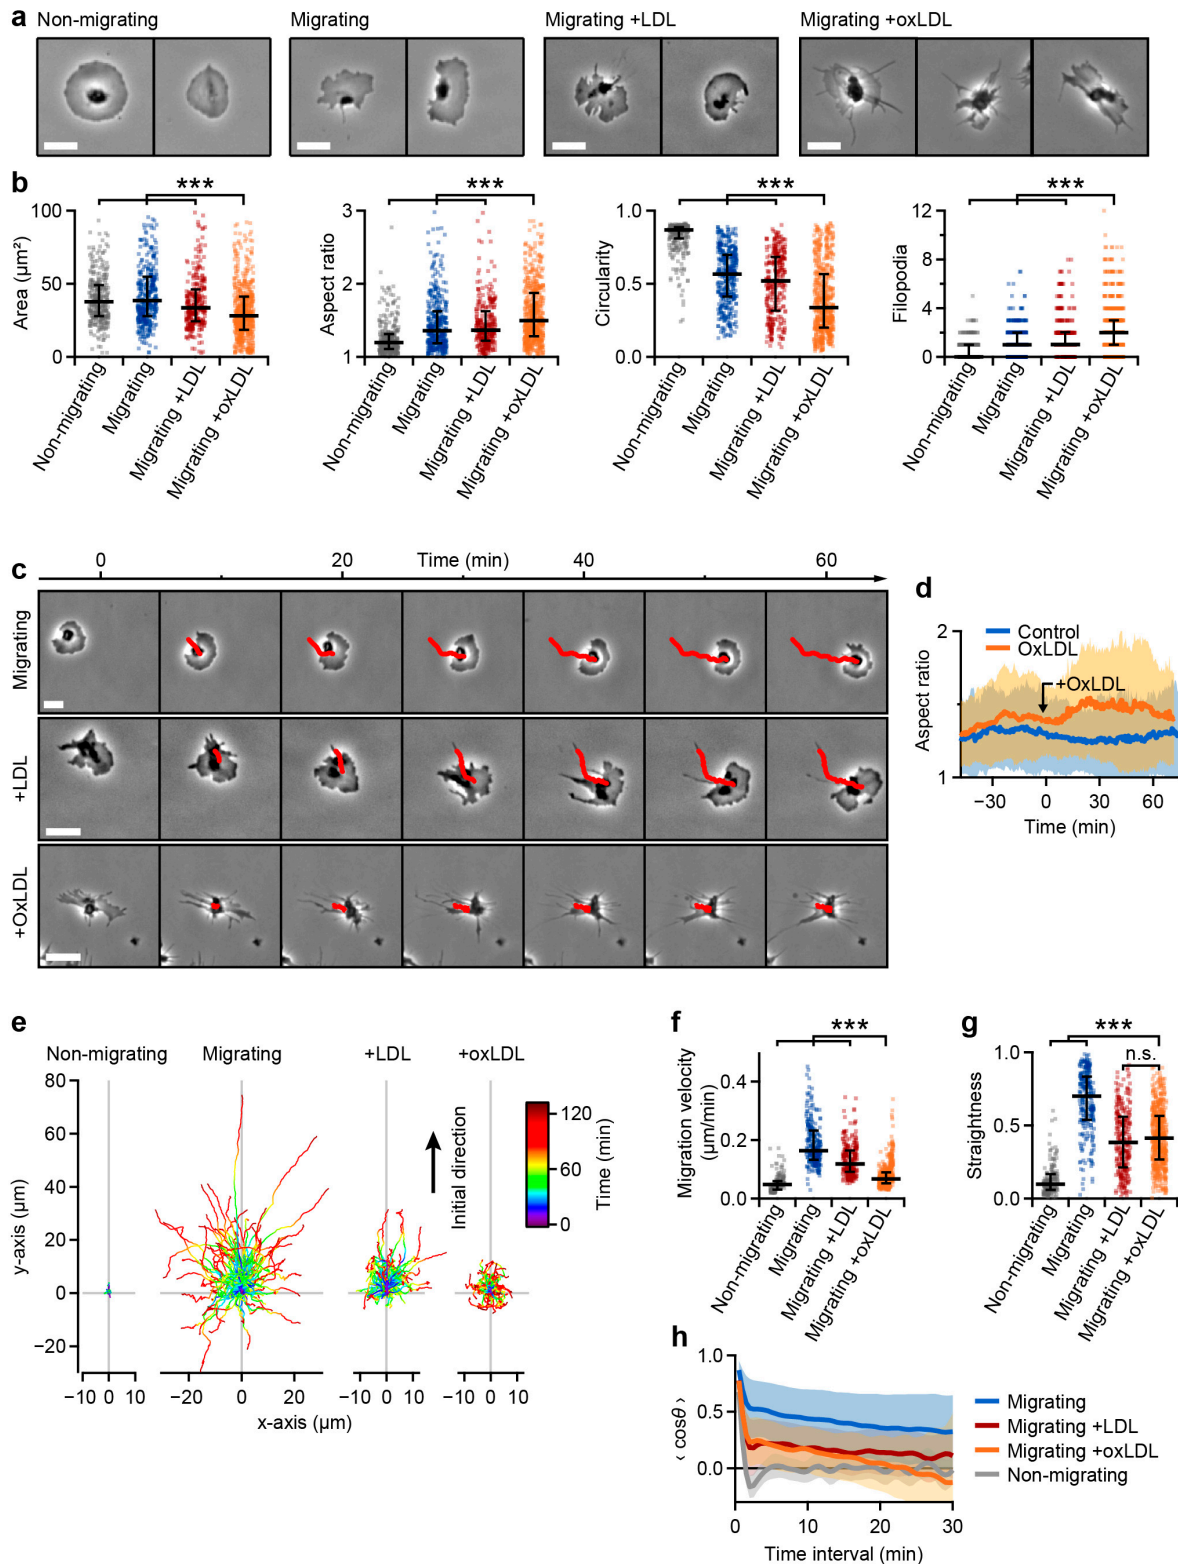 a
Non-migrating
Migrating
Migrating +LDL
Migrating +oxLDL
b
***
***
***
***
Area (µm²)
100
50
0
Non-migrating
Migrating
Migrating +LDL
Migrating +oxLDL
Aspect ratio
3
2
1
Non-migrating
Migrating
Migrating +LDL
Migrating +oxLDL
Circularity
1.0
0.5
0.0
Non-migrating
Migrating
Migrating +LDL
Migrating +oxLDL
Filopodia
12
10
8
6
4
2
0
Non-migrating
Migrating
Migrating +LDL
Migrating +oxLDL
c
0
20
Time (min)
40
60
Migrating
+LDL
+OxLDL
d
Aspect ratio
2
1
Control
OxLDL
+OxLDL
−30
0
30
60
Time (min)
e
Non-migrating
Migrating
+LDL
+oxLDL
y-axis (µm)
80
60
40
20
0
−20
Initial direction
120
60
0
Time (min)
−10 0 10
−20 0 20
−10 0 10
−10 0 10
x-axis (µm)
f
***
Migration velocity
(µm/min)
0.4
0.2
0.0
Non-migrating
Migrating
Migrating +LDL
Migrating +oxLDL
g
***
n.s.
Straightness
1.0
0.5
0.0
Non-migrating
Migrating
Migrating +LDL
Migrating +oxLDL
h
‹ cosθ ›
1.0
0.5
0.0
0
10
20
30
Time interval (min)
Migrating
Migrating +LDL
Migrating +oxLDL
Non-migrating